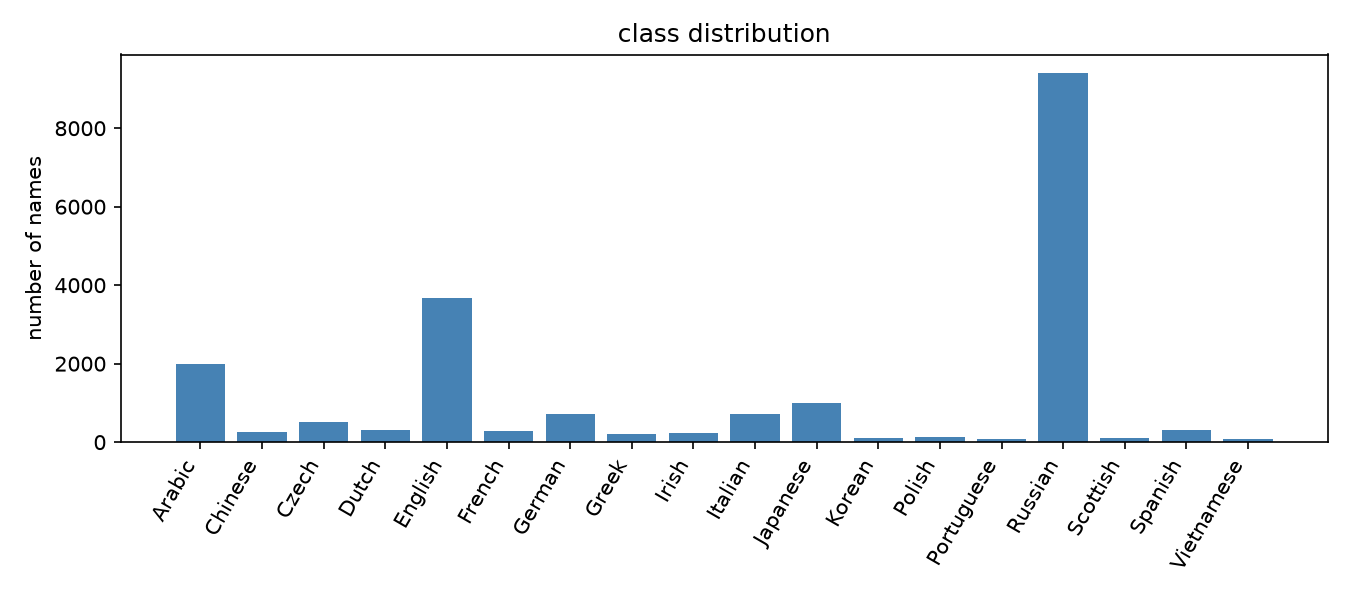 class distribution
number of names
8000
6000
4000
2000
0
Arabic
Chinese
Czech
Dutch
English
French
German
Greek
Irish
Italian
Japanese
Korean
Polish
Portuguese
Russian
Scottish
Spanish
Vietnamese